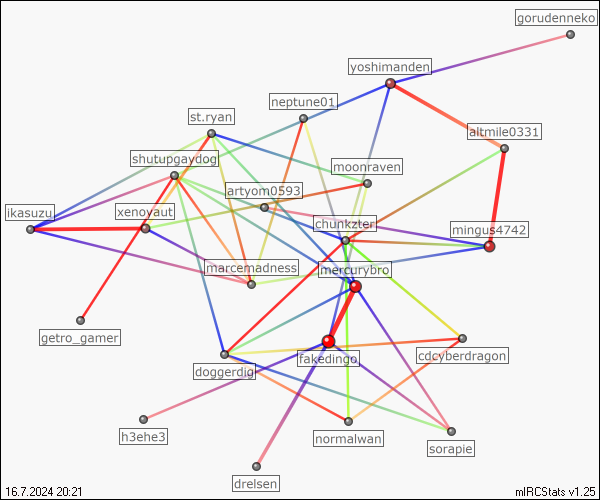 gorudenneko
yoshimanden
neptune01
st.ryan
altmile0331
shutupgaydog
moonraven
artyom0593
ikasuzu
xenoyaut
chunkzter
mingus4742
marcemadness
mercurybro
getro_gamer
cdcyberdragon
fakedingo
doggerdig
h3ehe3
normalwan
sorapie
drelsen
16.7.2024 20:21
mIRCStats v1.25